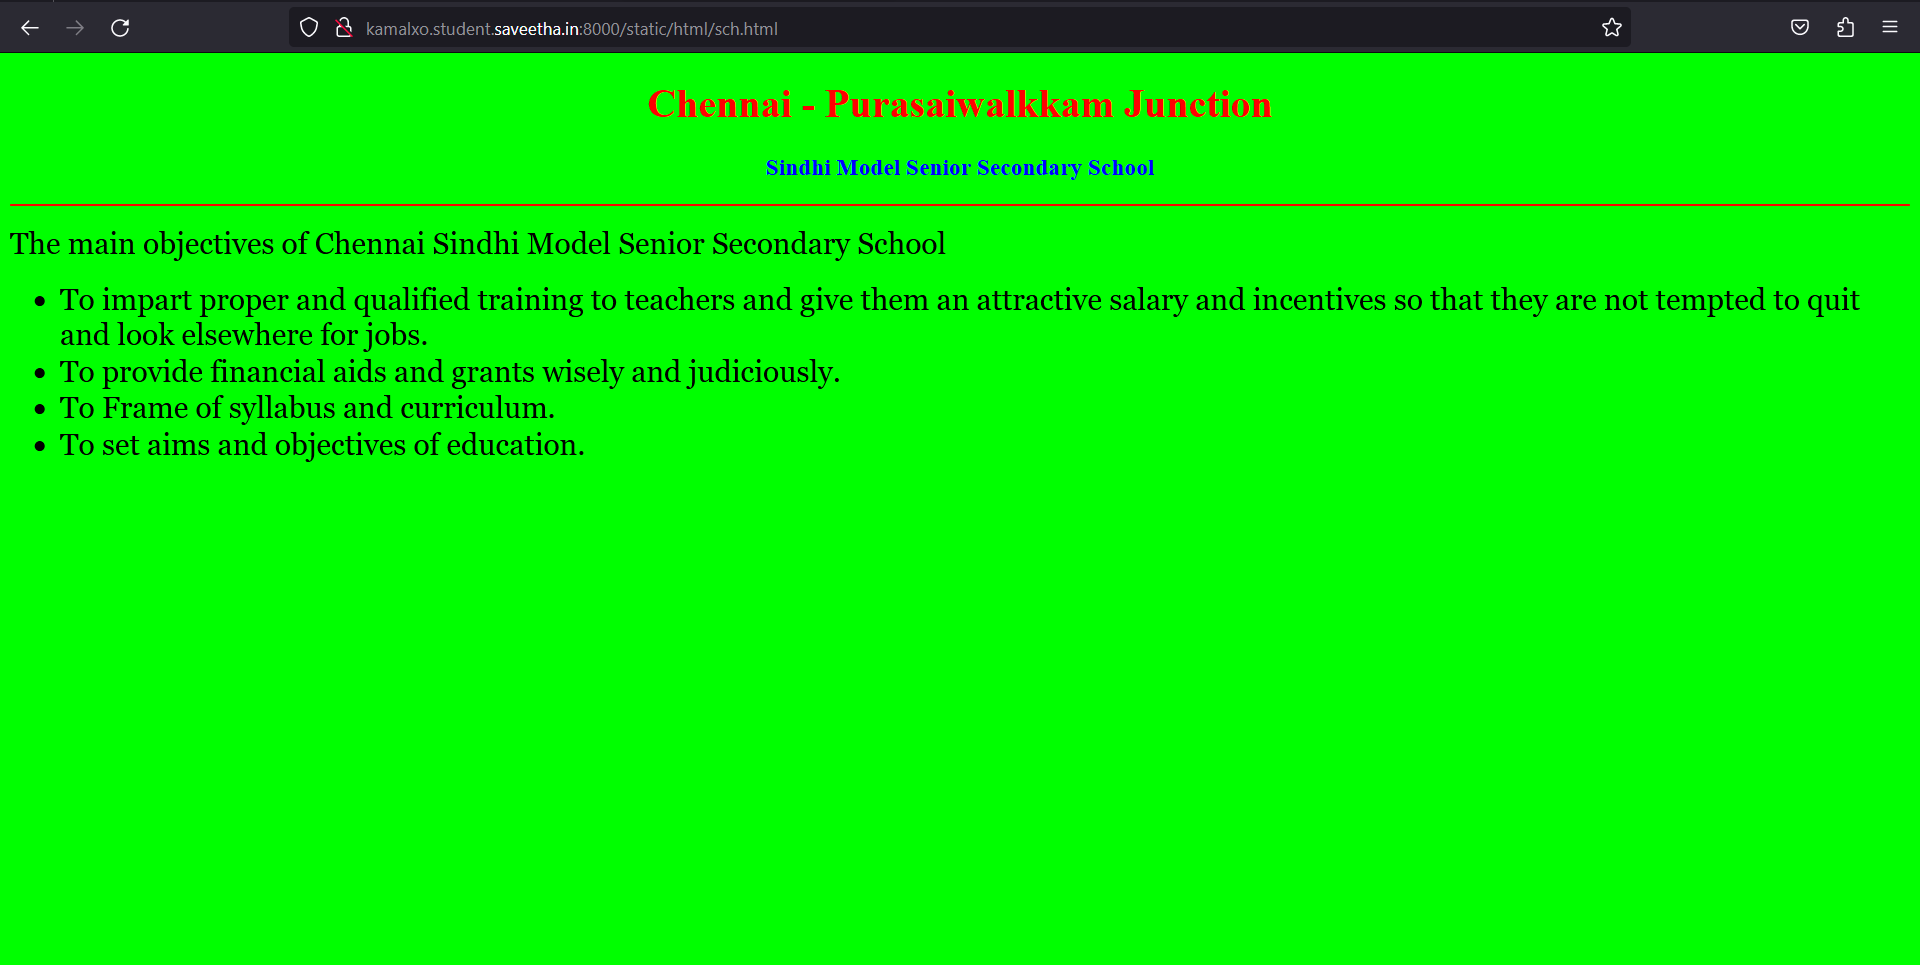 kamalxo.student.saveetha.in:8000/static/html/sch.html
Chennai - Purasaiwalkkam Junction
Sindhi Model Senior Secondary School
The main objectives of Chennai Sindhi Model Senior Secondary School
• To impart proper and qualified training to teachers and give them an attractive salary and incentives so that they are not tempted to quit
and look elsewhere for jobs.
• To provide financial aids and grants wisely and judiciously.
• To Frame of syllabus and curriculum.
• To set aims and objectives of education.